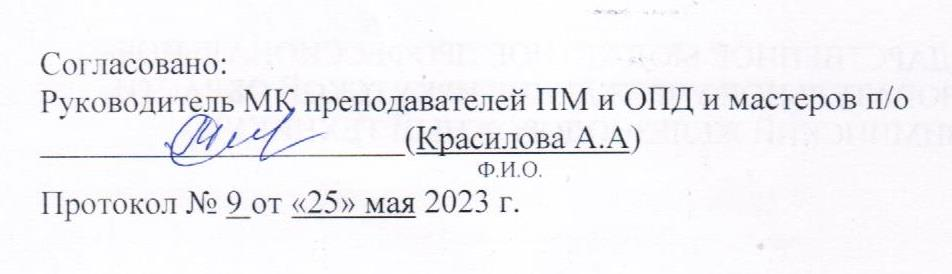 Согласовано:
Руководитель МК преподавателей ПМ и ОПД и мастеров п/о
(Красилова А.А)
Ф.И.О.
Протокол № 9 от «25» мая 2023 г.